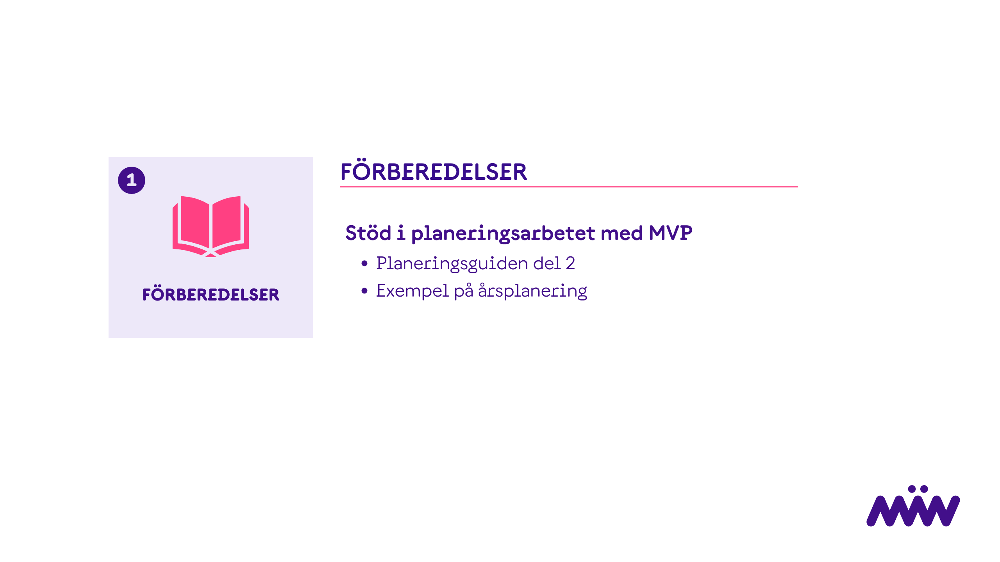 1
FÖRBEREDELSER
FÖRBEREDELSER
Stöd i planeringsarbetet med MVP
• Planeringsguiden del 2
• Exempel på årsplanering